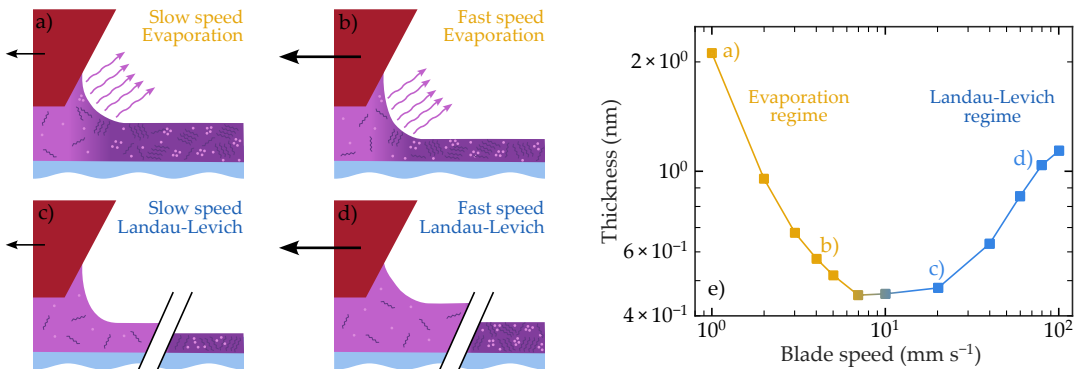 a)
Slow speed
Evaporation
b)
Fast speed
Evaporation
c)
Slow speed
Landau-Levich
d)
Fast speed
Landau-Levich
Thickness (nm)
2 × 10⁰
10⁰
6 × 10⁻¹
4 × 10⁻¹
a)
Evaporation
regime
Landau-Levich
regime
b)
c)
d)
e)
10⁰
10¹
10²
Blade speed (mm s⁻¹)